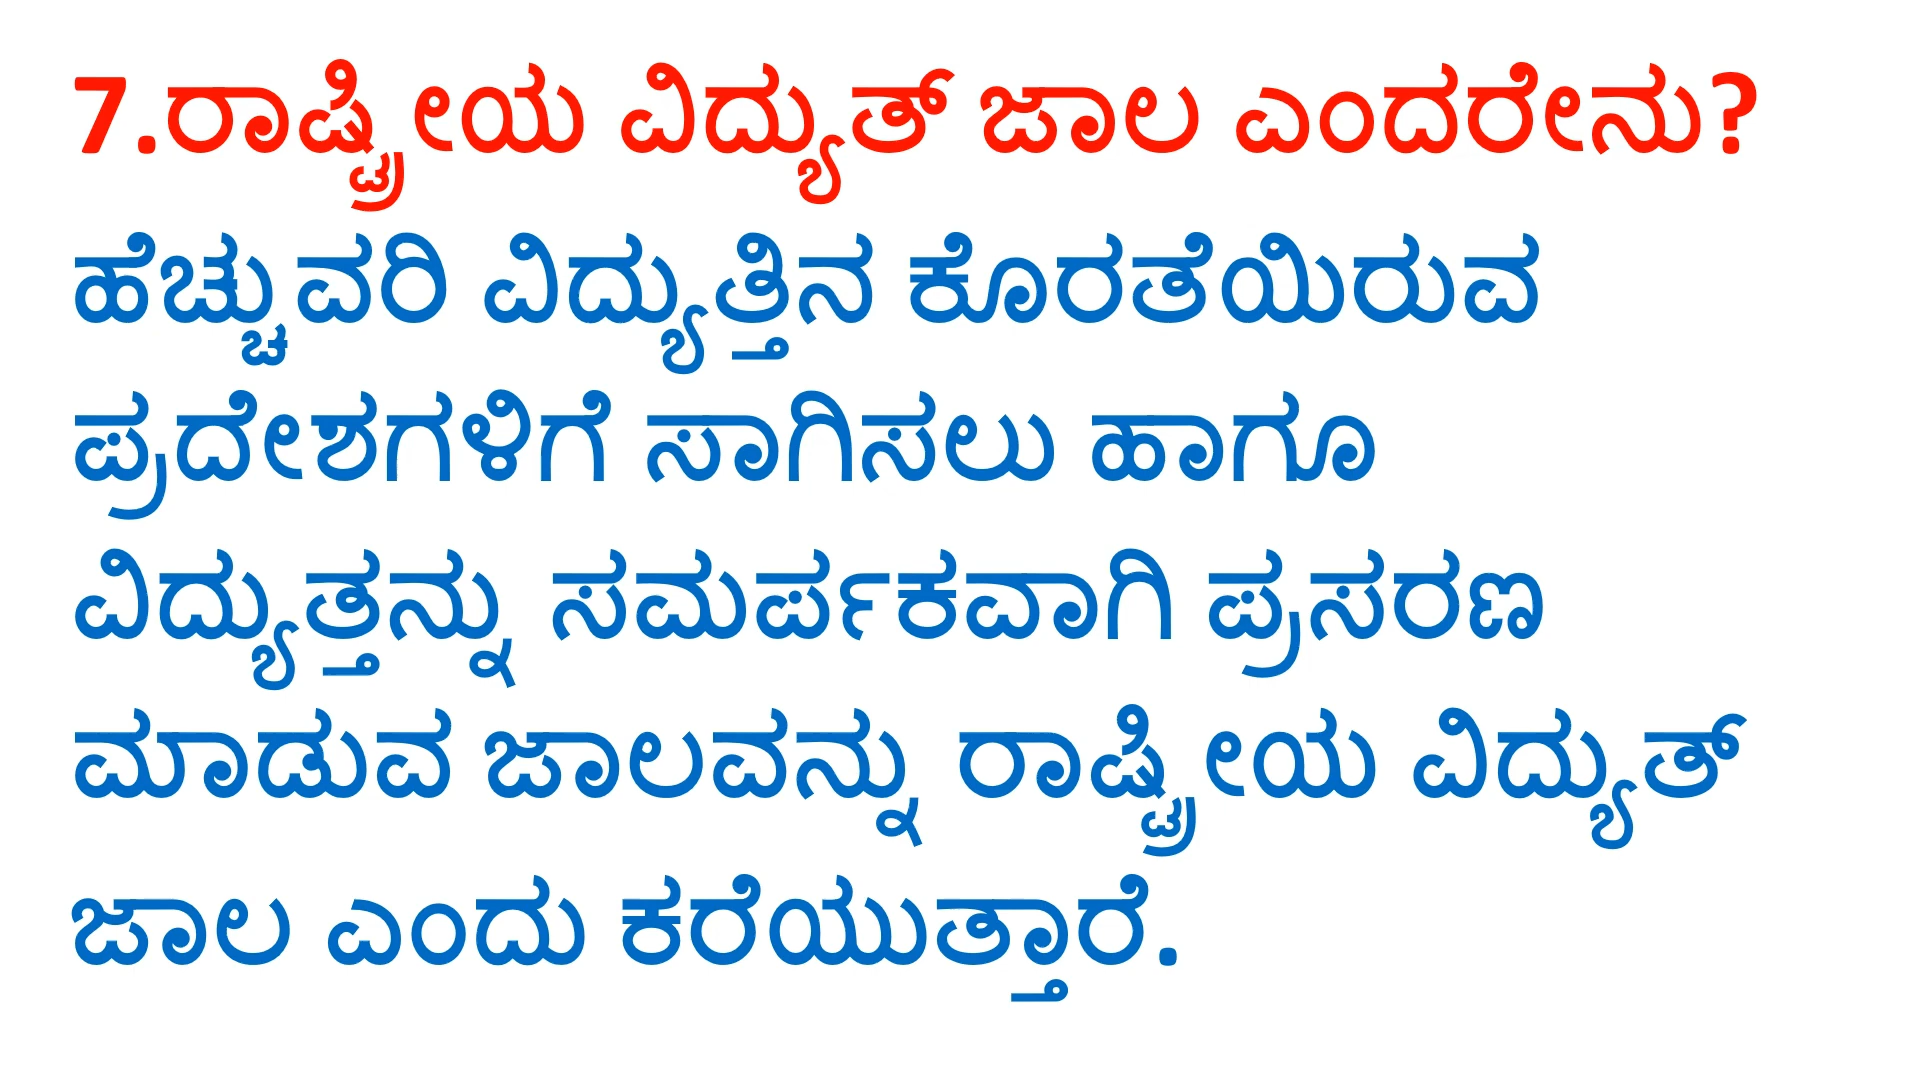 7.ರಾಷ್ಟ್ರೀಯ ವಿದ್ಯುತ್ ಜಾಲ ಎಂದರೇನು?
ಹೆಚ್ಚುವರಿ ವಿದ್ಯುತ್ತಿನ ಕೊರತೆಯಿರುವ
ಪ್ರದೇಶಗಳಿಗೆ ಸಾಗಿಸಲು ಹಾಗೂ
ವಿದ್ಯುತ್ತನ್ನು ಸಮರ್ಪಕವಾಗಿ ಪ್ರಸರಣ
ಮಾಡುವ ಜಾಲವನ್ನು ರಾಷ್ಟ್ರೀಯ ವಿದ್ಯುತ್
ಜಾಲ ಎಂದು ಕರೆಯುತ್ತಾರೆ.